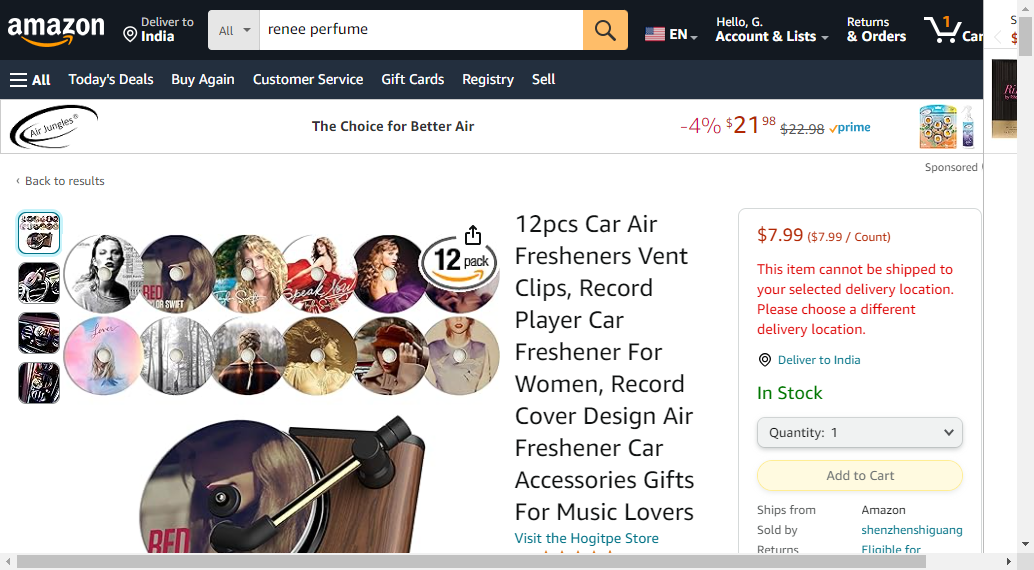 amazon
Deliver to
India
All
renee perfume
EN
Hello, G.
Account & Lists
Returns
& Orders
1
Car
S
$
All
Today's Deals
Buy Again
Customer Service
Gift Cards
Registry
Sell
Air Jungles®
The Choice for Better Air
-4% $21.98 $22.98 prime
Sponsored
‹ Back to results
12 pack
RED
Speak Now
Lover
RED
12pcs Car Air
Fresheners Vent
Clips, Record
Player Car
Freshener For
Women, Record
Cover Design Air
Freshener Car
Accessories Gifts
For Music Lovers
Visit the Hogitpe Store
$7.99 ($7.99 / Count)
This item cannot be shipped to
your selected delivery location.
Please choose a different
delivery location.
Deliver to India
In Stock
Quantity: 1
Add to Cart
Ships from
Amazon
Sold by
shenzhenshiguang
Returns
Eligible for